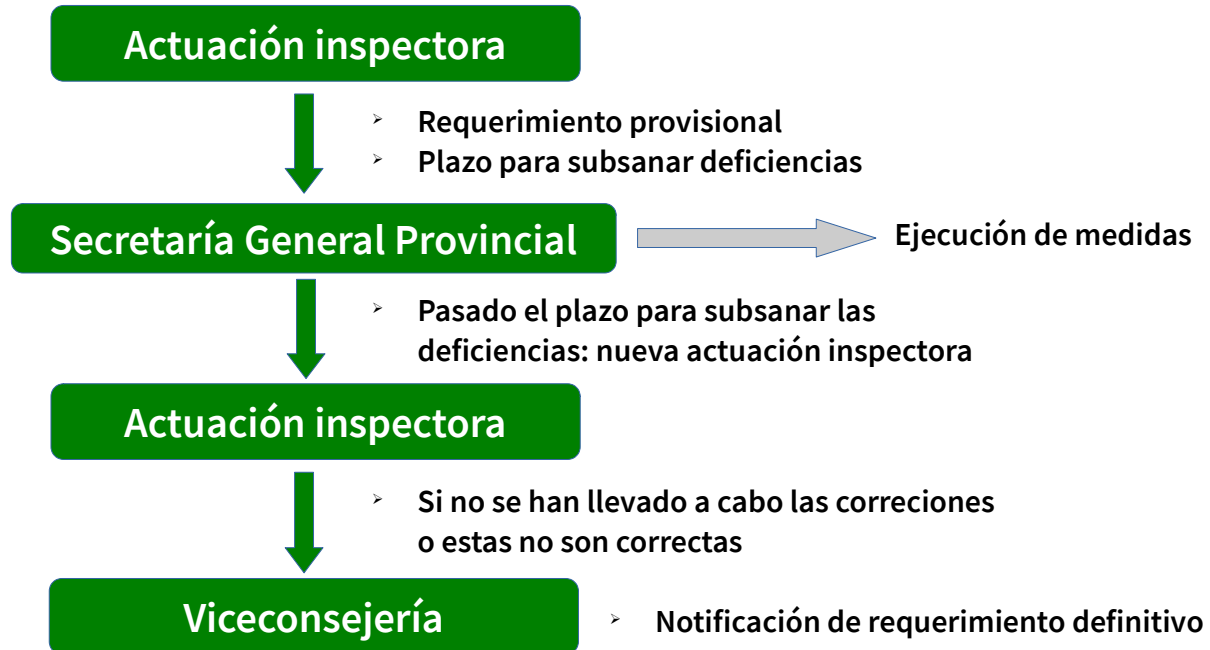 Actuación inspectora
Requerimiento provisional
Plazo para subsanar deficiencias
Secretaría General Provincial
Ejecución de medidas
Pasado el plazo para subsanar las
deficiencias: nueva actuación inspectora
Actuación inspectora
Si no se han llevado a cabo las correciones
o estas no son correctas
Viceconsejería
Notificación de requerimiento definitivo